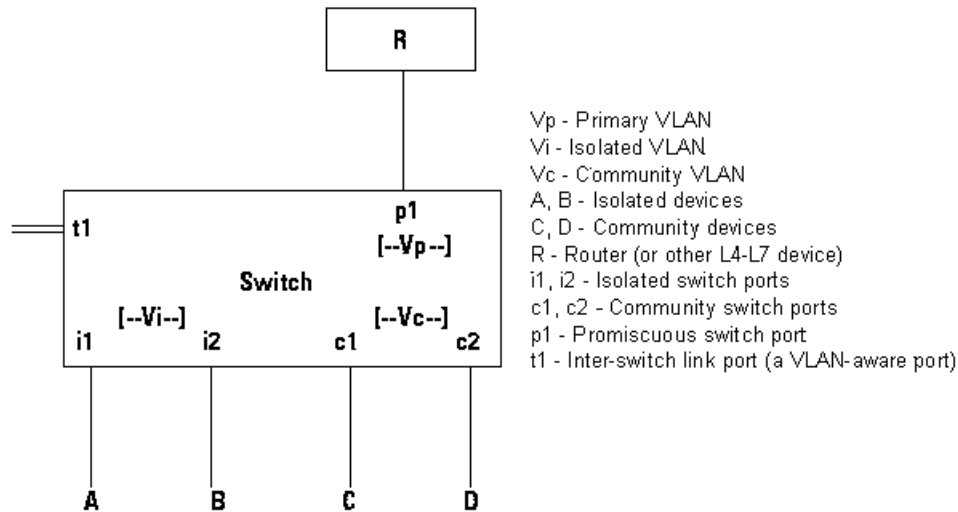 R
Vp - Primary VLAN
Vi - Isolated VLAN
Vc - Community VLAN
A, B - Isolated devices
C, D - Community devices
R - Router (or other L4-L7 device)
i1, i2 - Isolated switch ports
c1, c2 - Community switch ports
p1 - Promiscuous switch port
t1 - Inter-switch link port (a VLAN-aware port)
t1
p1
[--Vp--]
Switch
[--Vi--]
[--Vc--]
i1
i2
c1
c2
A
B
C
D